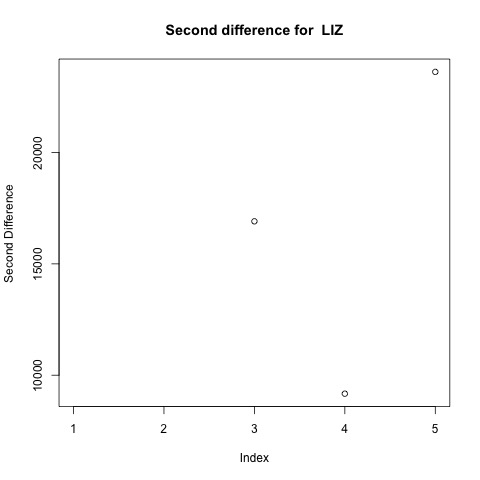 Second difference for  LIZ
Second Difference
20000
15000
10000
1
2
3
4
5
Index